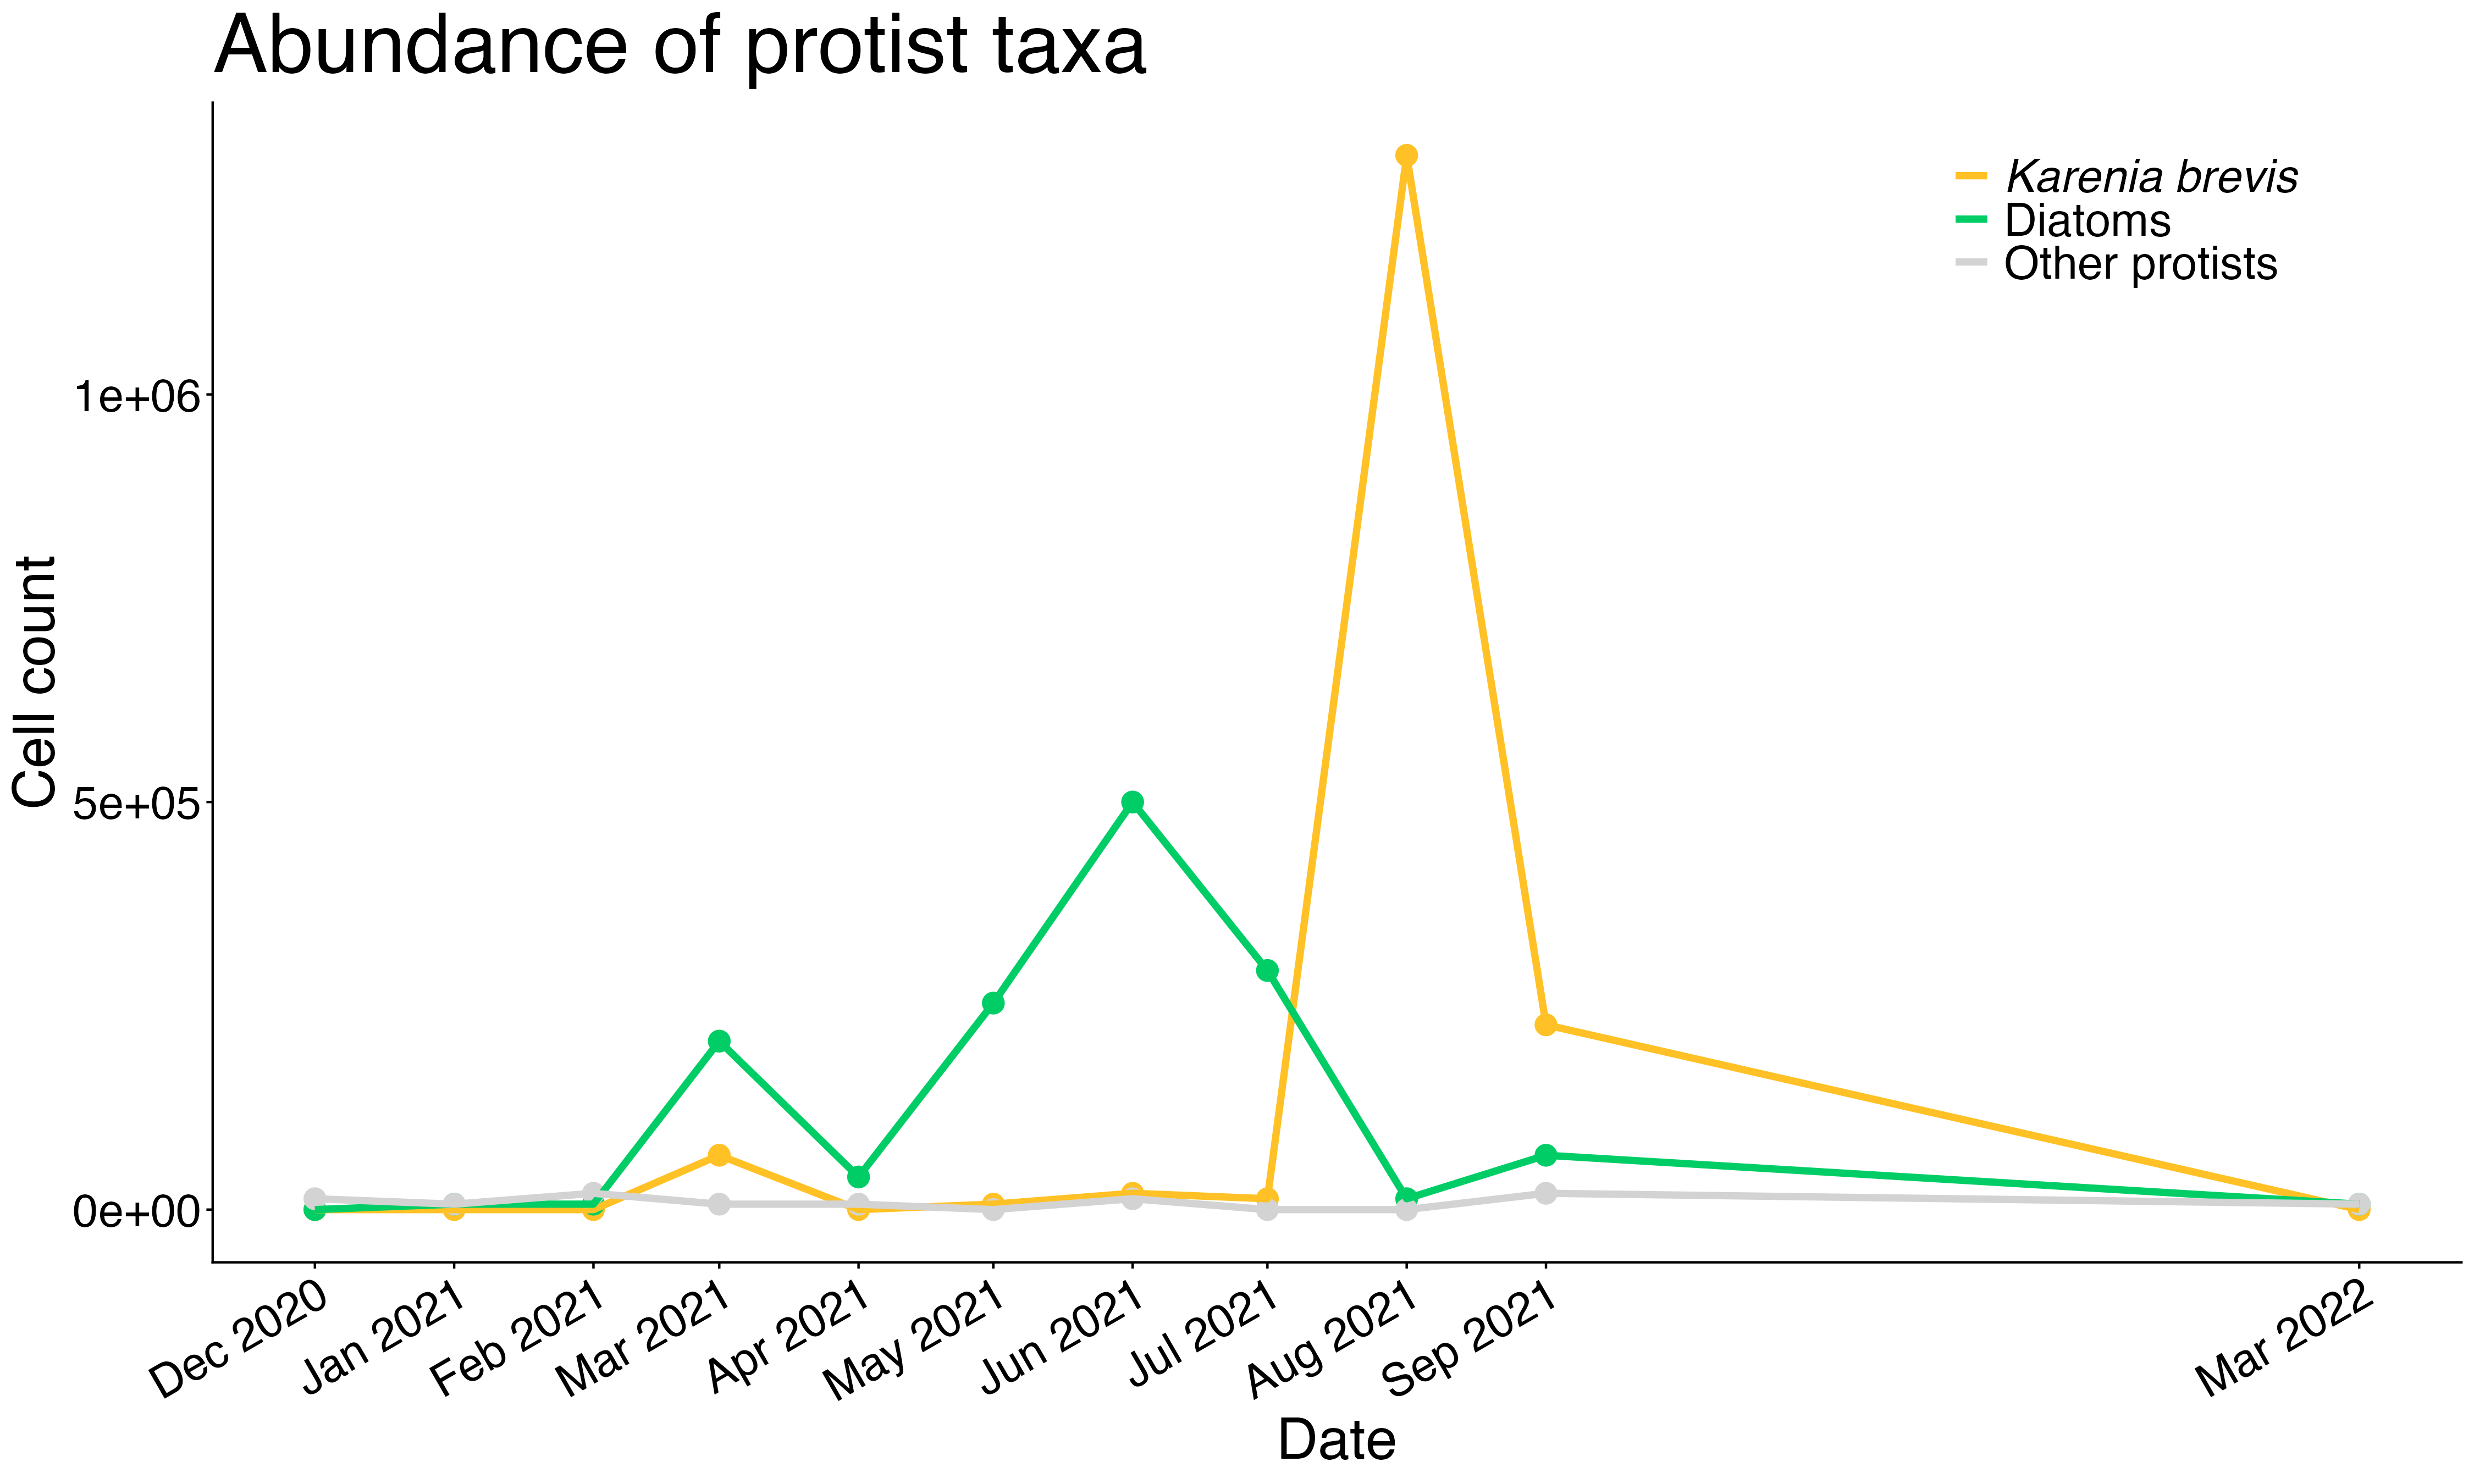 Abundance of protist taxa
Karenia brevis
Diatoms
Other protists
Cell count
1e+06
5e+05
0e+00
Dec 2020
Jan 2021
Feb 2021
Mar 2021
Apr 2021
May 2021
Jun 2021
Jul 2021
Aug 2021
Sep 2021
Mar 2022
Date